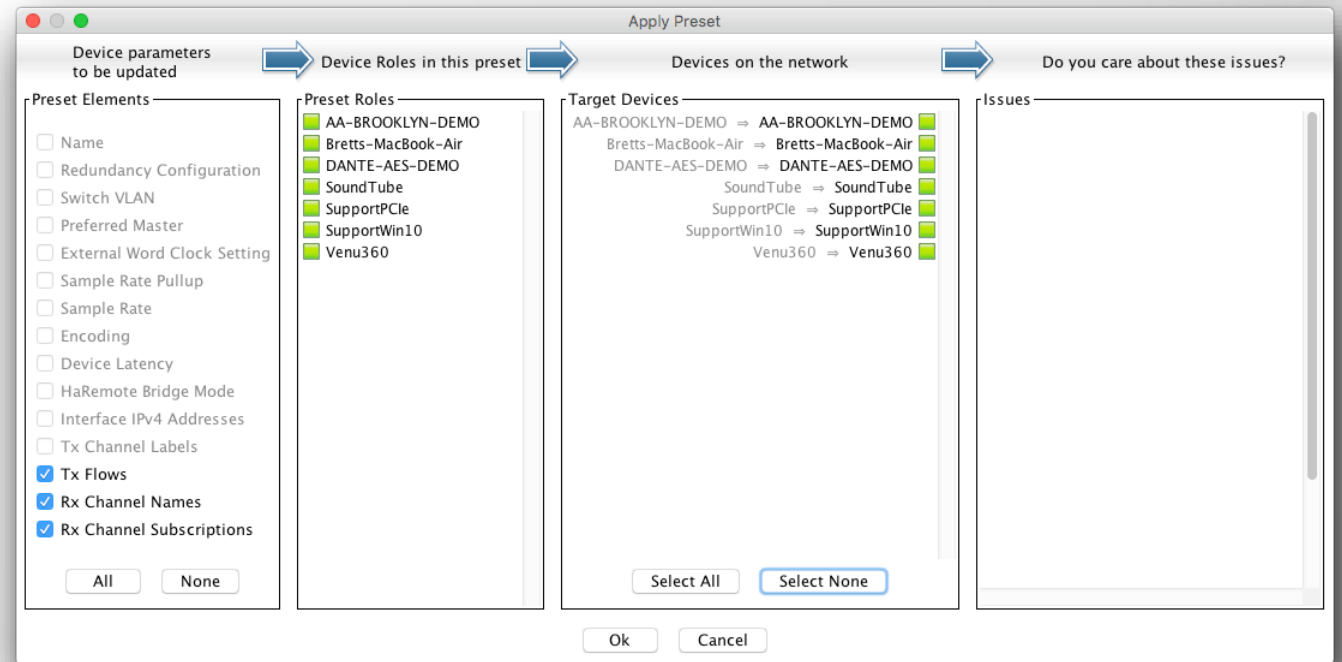 Apply Preset
Device parameters
to be updated
Device Roles in this preset
Devices on the network
Do you care about these issues?
Preset Elements
Name
Redundancy Configuration
Switch VLAN
Preferred Master
External Word Clock Setting
Sample Rate Pullup
Sample Rate
Encoding
Device Latency
HaRemote Bridge Mode
Interface IPv4 Addresses
Tx Channel Labels
Tx Flows
Rx Channel Names
Rx Channel Subscriptions
All None
Preset Roles
AA-BROOKLYN-DEMO
Bretts-MacBook-Air
DANTE-AES-DEMO
SoundTube
SupportPCIe
SupportWin10
Venu360
Target Devices
AA-BROOKLYN-DEMO ⇒ AA-BROOKLYN-DEMO
Bretts-MacBook-Air ⇒ Bretts-MacBook-Air
DANTE-AES-DEMO ⇒ DANTE-AES-DEMO
SoundTube ⇒ SoundTube
SupportPCIe ⇒ SupportPCIe
SupportWin10 ⇒ SupportWin10
Venu360 ⇒ Venu360
Select All Select None
Issues
Ok Cancel